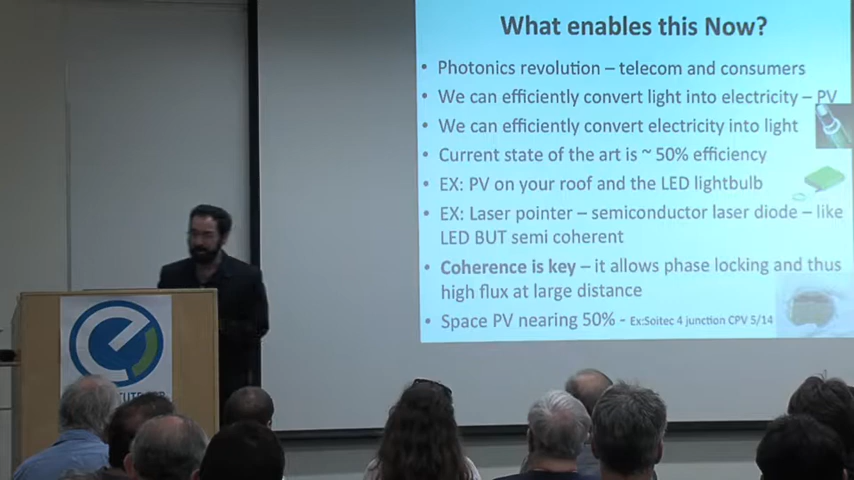 What enables this Now?
• Photonics revolution – telecom and consumers
• We can efficiently convert light into electricity – PV
• We can efficiently convert electricity into light
• Current state of the art is ~ 50% efficiency
• EX: PV on your roof and the LED lightbulb
• EX: Laser pointer – semiconductor laser diode – like
LED BUT semi coherent
• Coherence is key – it allows phase locking and thus
high flux at large distance
• Space PV nearing 50% - Ex:Soitec 4 junction CPV 5/14